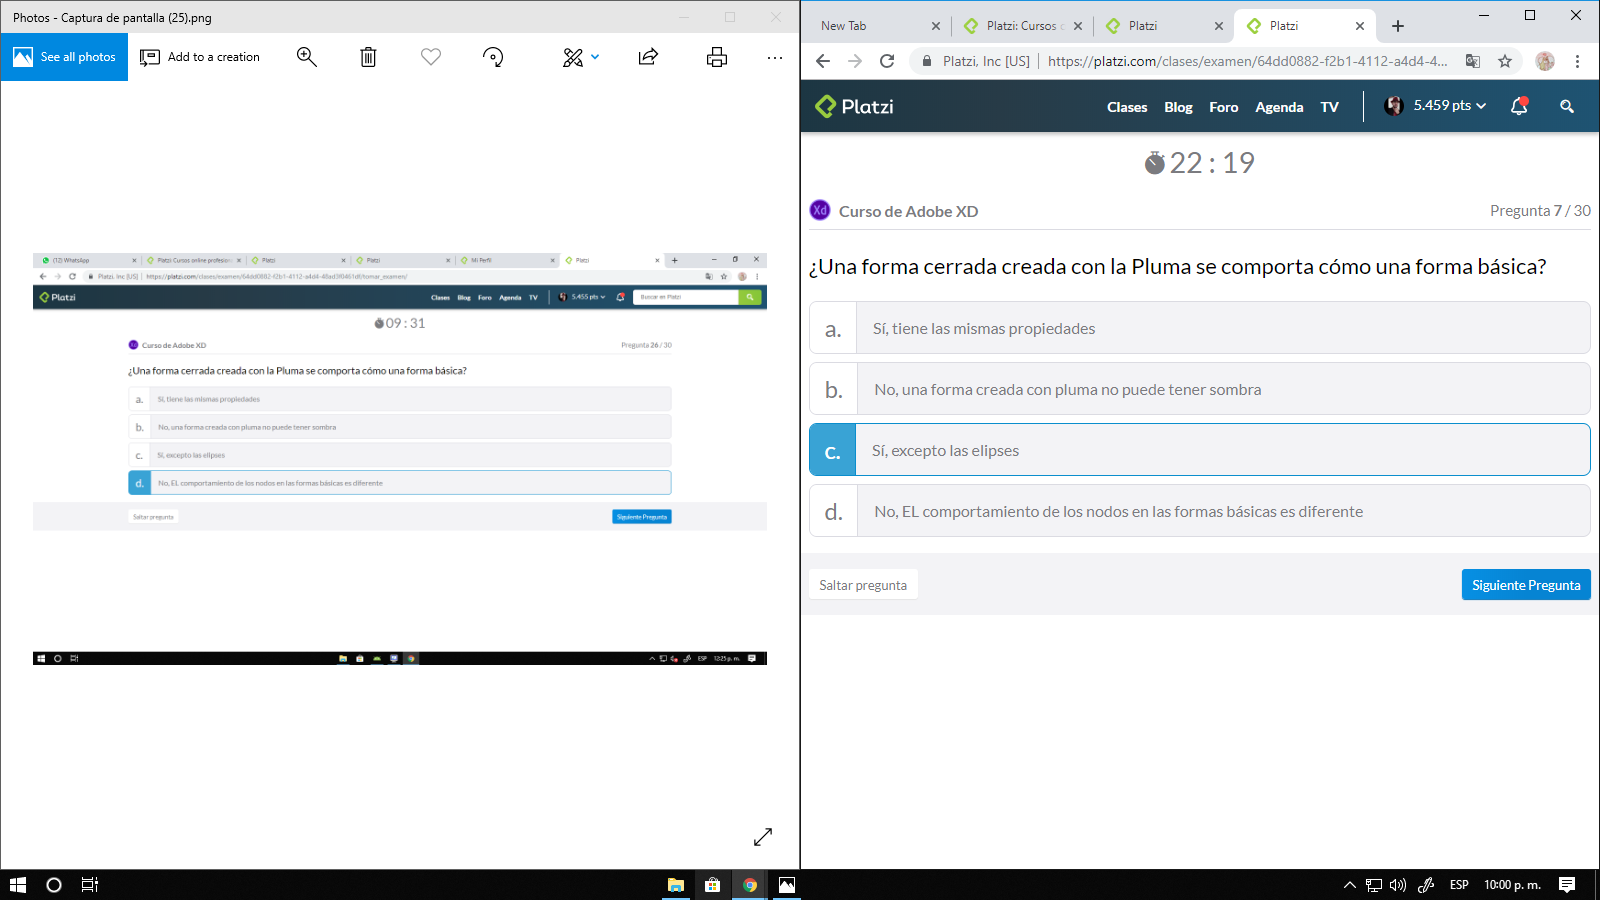 Photos - Captura de pantalla (25).png
See all photos
Add to a creation
(12) WhatsApp
Platzi: Cursos online profesion
Platzi
Platzi
Mi Perfil
Platzi
Platzi, Inc [US] | https://platzi.com/clases/examen/64dd0882-f2b1-4112-a4d4-48ad3f0461df/tomar_examen/
Platzi
Clases Blog Foro Agenda TV
5.455 pts
Buscar en Platzi
09 : 31
Curso de Adobe XD
Pregunta 26 / 30
¿Una forma cerrada creada con la Pluma se comporta cómo una forma básica?
a. Sí, tiene las mismas propiedades
b. No, una forma creada con pluma no puede tener sombra
c. Sí, excepto las elipses
d. No, EL comportamiento de los nodos en las formas básicas es diferente
Saltar pregunta
Siguiente Pregunta
ESP 12:25 p. m.
New Tab
Platzi: Cursos
Platzi
Platzi
Platzi, Inc [US] | https://platzi.com/clases/examen/64dd0882-f2b1-4112-a4d4-4...
Platzi
Clases Blog Foro Agenda TV
5.459 pts
22 : 19
Xd Curso de Adobe XD
Pregunta 7 / 30
¿Una forma cerrada creada con la Pluma se comporta cómo una forma básica?
a. Sí, tiene las mismas propiedades
b. No, una forma creada con pluma no puede tener sombra
c. Sí, excepto las elipses
d. No, EL comportamiento de los nodos en las formas básicas es diferente
Saltar pregunta
Siguiente Pregunta
ESP 10:00 p. m.